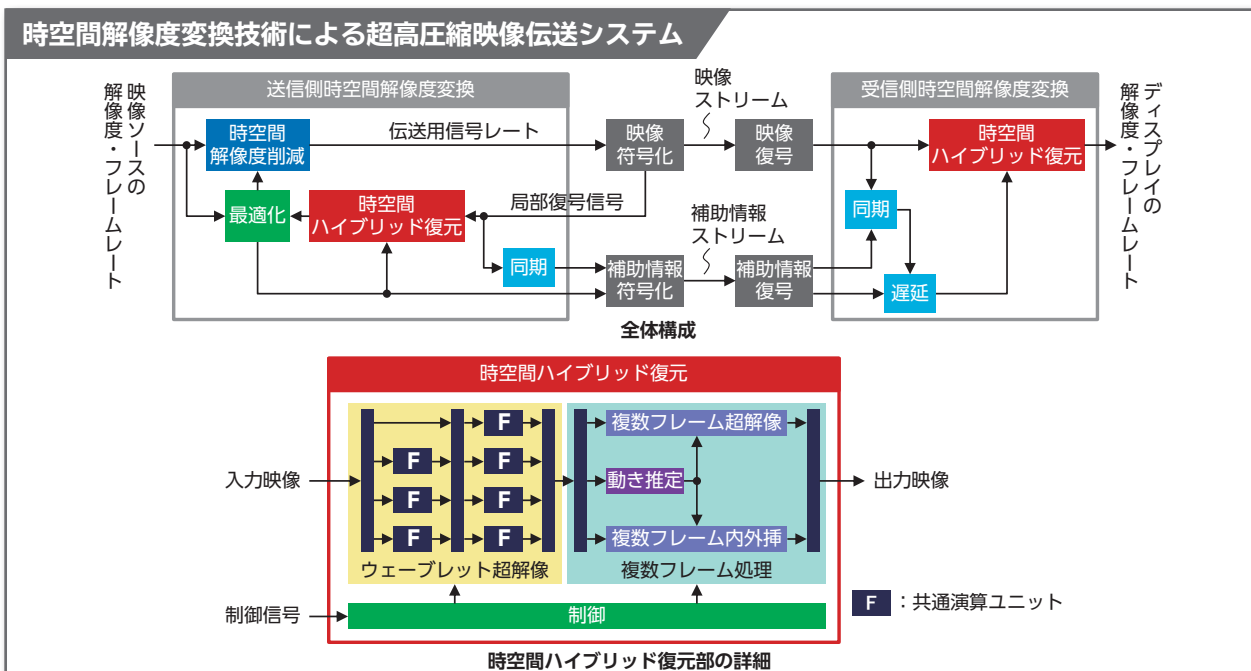 時空間解像度変換技術による超高圧縮映像伝送システム
映像ソースの
解像度・フレームレート
送信側時空間解像度変換
時空間
解像度削減
伝送用信号レート
最適化
時空間
ハイブリッド復元
局部復号信号
同期
映像
符号化
映像
ストリーム
映像
復号
補助情報
符号化
補助情報
ストリーム
補助情報
復号
受信側時空間解像度変換
時空間
ハイブリッド復元
同期
遅延
ディスプレイの
解像度・フレームレート
全体構成
時空間ハイブリッド復元
入力映像
F
F
F
F
F
F
F
ウェーブレット超解像
複数フレーム超解像
動き推定
複数フレーム内外挿
複数フレーム処理
出力映像
制御信号
制御
F：共通演算ユニット
時空間ハイブリッド復元部の詳細